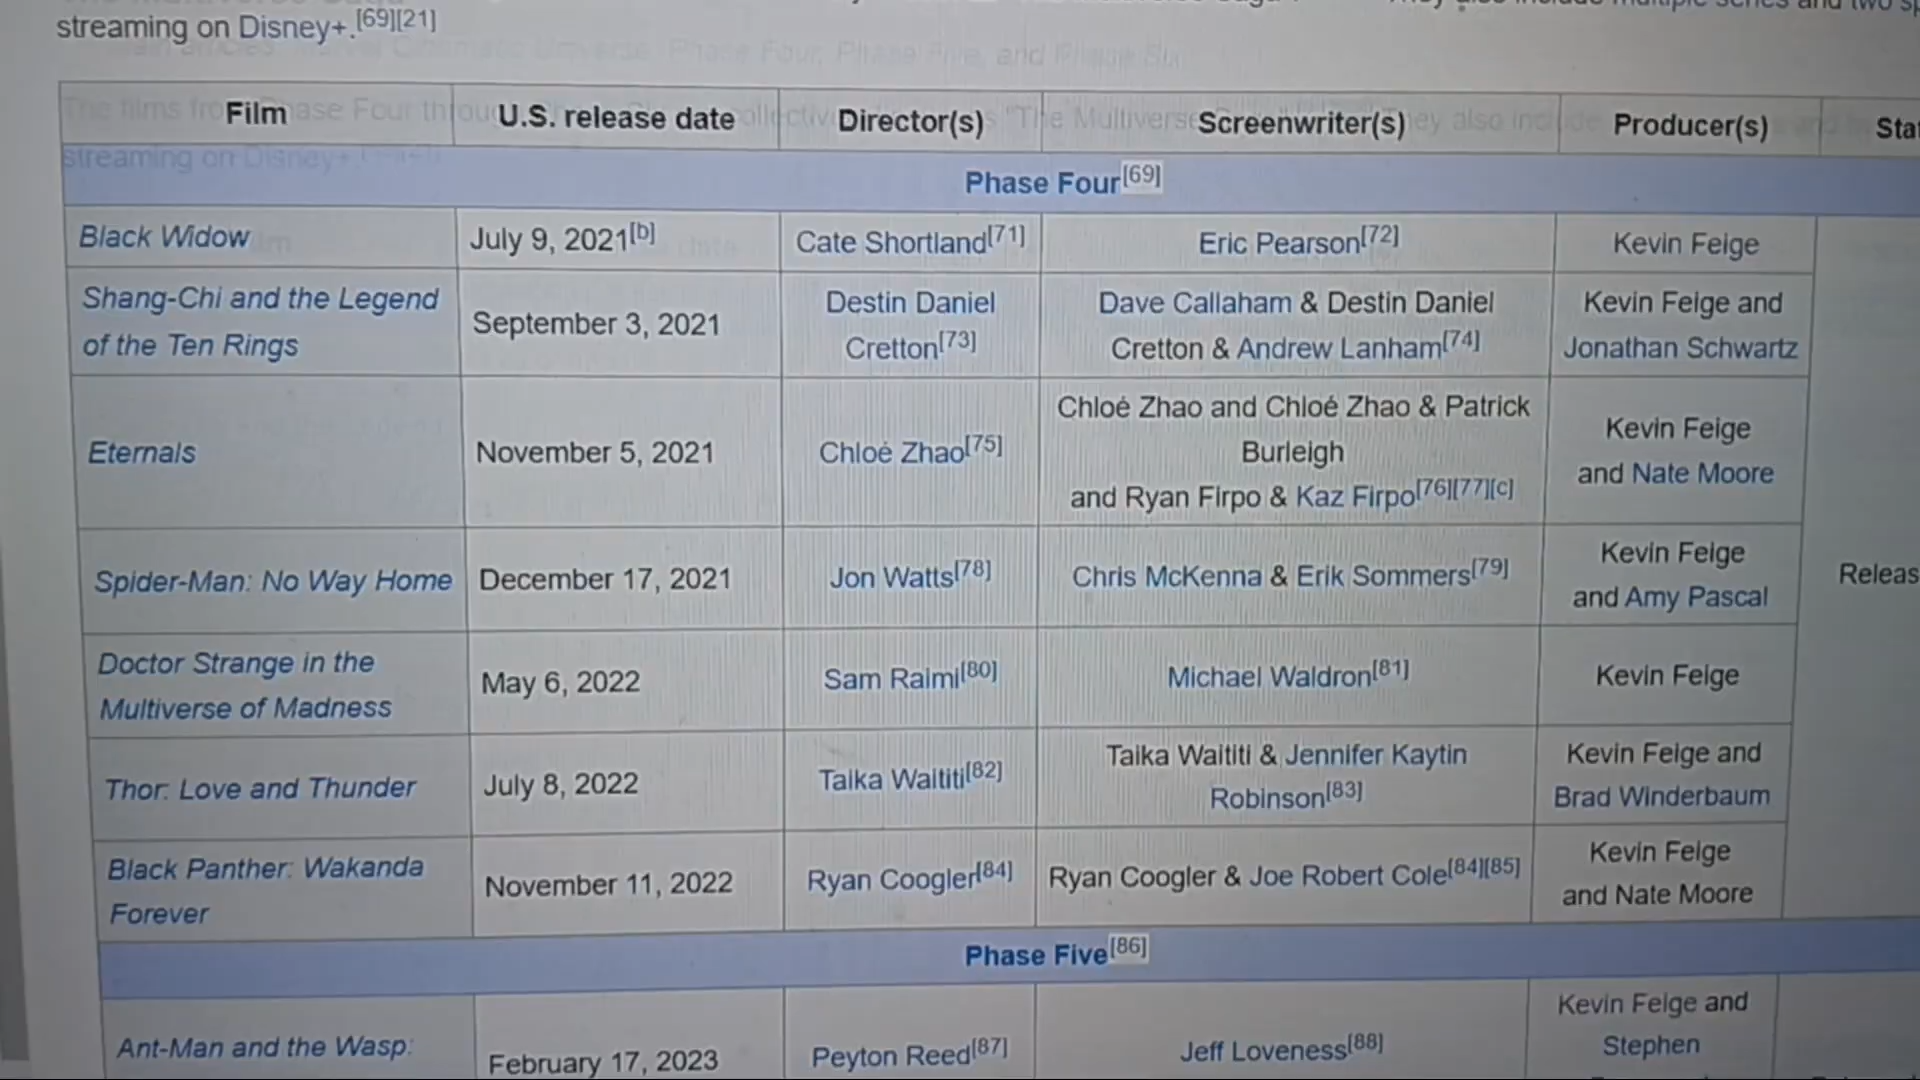 streaming on Disney+.[69][21]
Film U.S. release date Director(s) Screenwriter(s) Producer(s)
Phase Four[69]
Black Widow July 9, 2021[b] Cate Shortland[71] Eric Pearson[72] Kevin Feige
Shang-Chi and the Legend
of the Ten Rings
September 3, 2021
Destin Daniel
Cretton[73]
Dave Callaham & Destin Daniel
Cretton & Andrew Lanham[74]
Kevin Feige and
Jonathan Schwartz
Eternals
November 5, 2021
Chloé Zhao[75]
Chloé Zhao and Chloé Zhao & Patrick
Burleigh
and Ryan Firpo & Kaz Firpo[76][77][c]
Kevin Feige
and Nate Moore
Spider-Man: No Way Home
December 17, 2021
Jon Watts[78]
Chris McKenna & Erik Sommers[79]
Kevin Feige
and Amy Pascal
Doctor Strange in the
Multiverse of Madness
May 6, 2022
Sam Raimi[80]
Michael Waldron[81]
Kevin Feige
Thor: Love and Thunder
July 8, 2022
Taika Waititi[82]
Taika Waititi & Jennifer Kaytin
Robinson[83]
Kevin Feige and
Brad Winderbaum
Black Panther: Wakanda
Forever
November 11, 2022
Ryan Coogler[84]
Ryan Coogler & Joe Robert Cole[84][85]
Kevin Feige
and Nate Moore
Releas
Phase Five[86]
Ant-Man and the Wasp:
February 17, 2023
Peyton Reed[87]
Jeff Loveness[88]
Kevin Feige and
Stephen